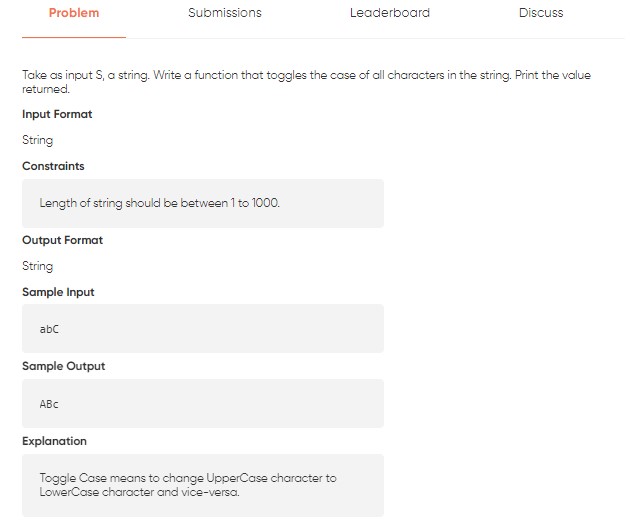 Problem
Submissions
Leaderboard
Discuss
Take as input S, a string. Write a function that toggles the case of all characters in the string. Print the value
returned.
Input Format
String
Constraints
Length of string should be between 1 to 1000.
Output Format
String
Sample Input
abC
Sample Output
ABc
Explanation
Toggle Case means to change UpperCase character to
LowerCase character and vice-versa.